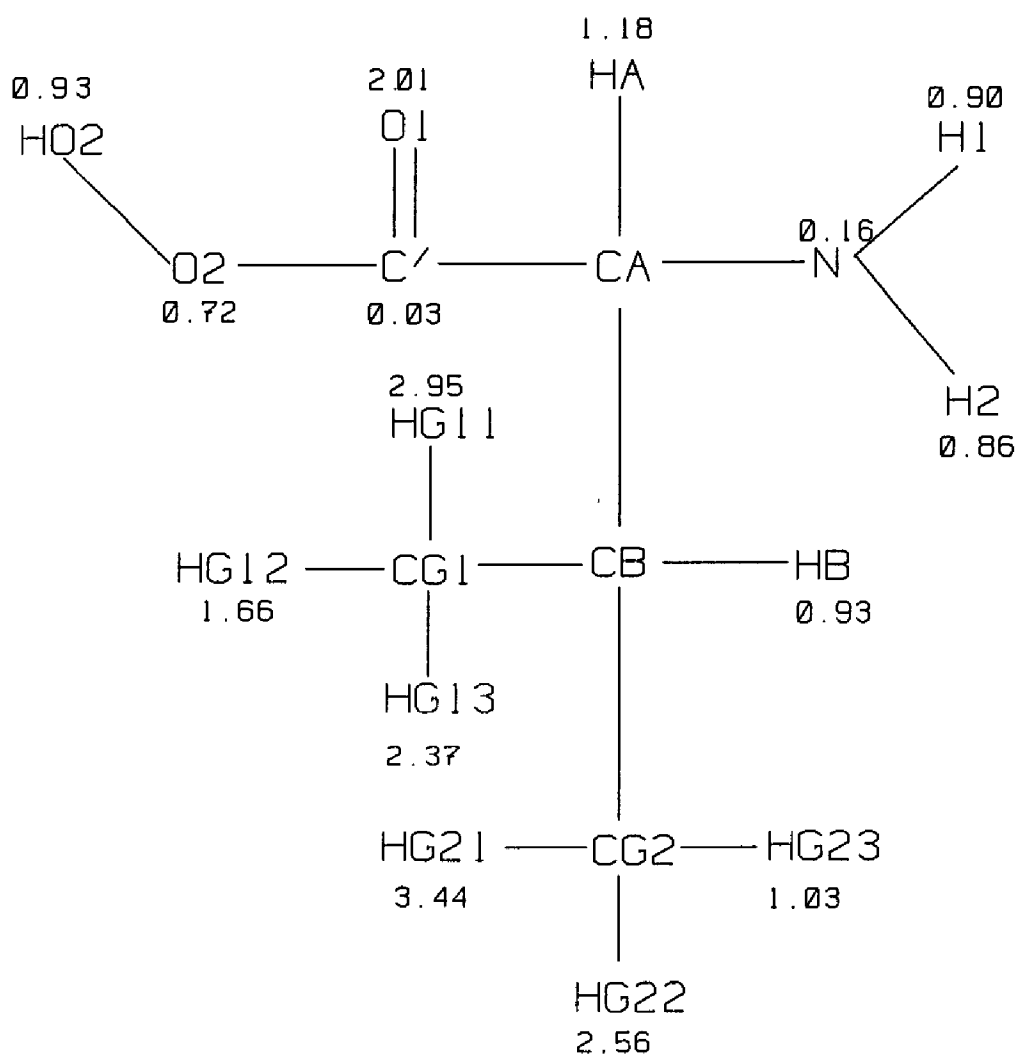 1.18
HA
0.93
HO2
2.01
O1
0.90
H1
O2
0.72
C′
0.03
CA
0.16
N
H2
0.86
2.95
HG11
HG12
1.66
CG1
CB
HB
0.93
HG13
2.37
HG21
3.44
CG2
HG23
1.03
HG22
2.56